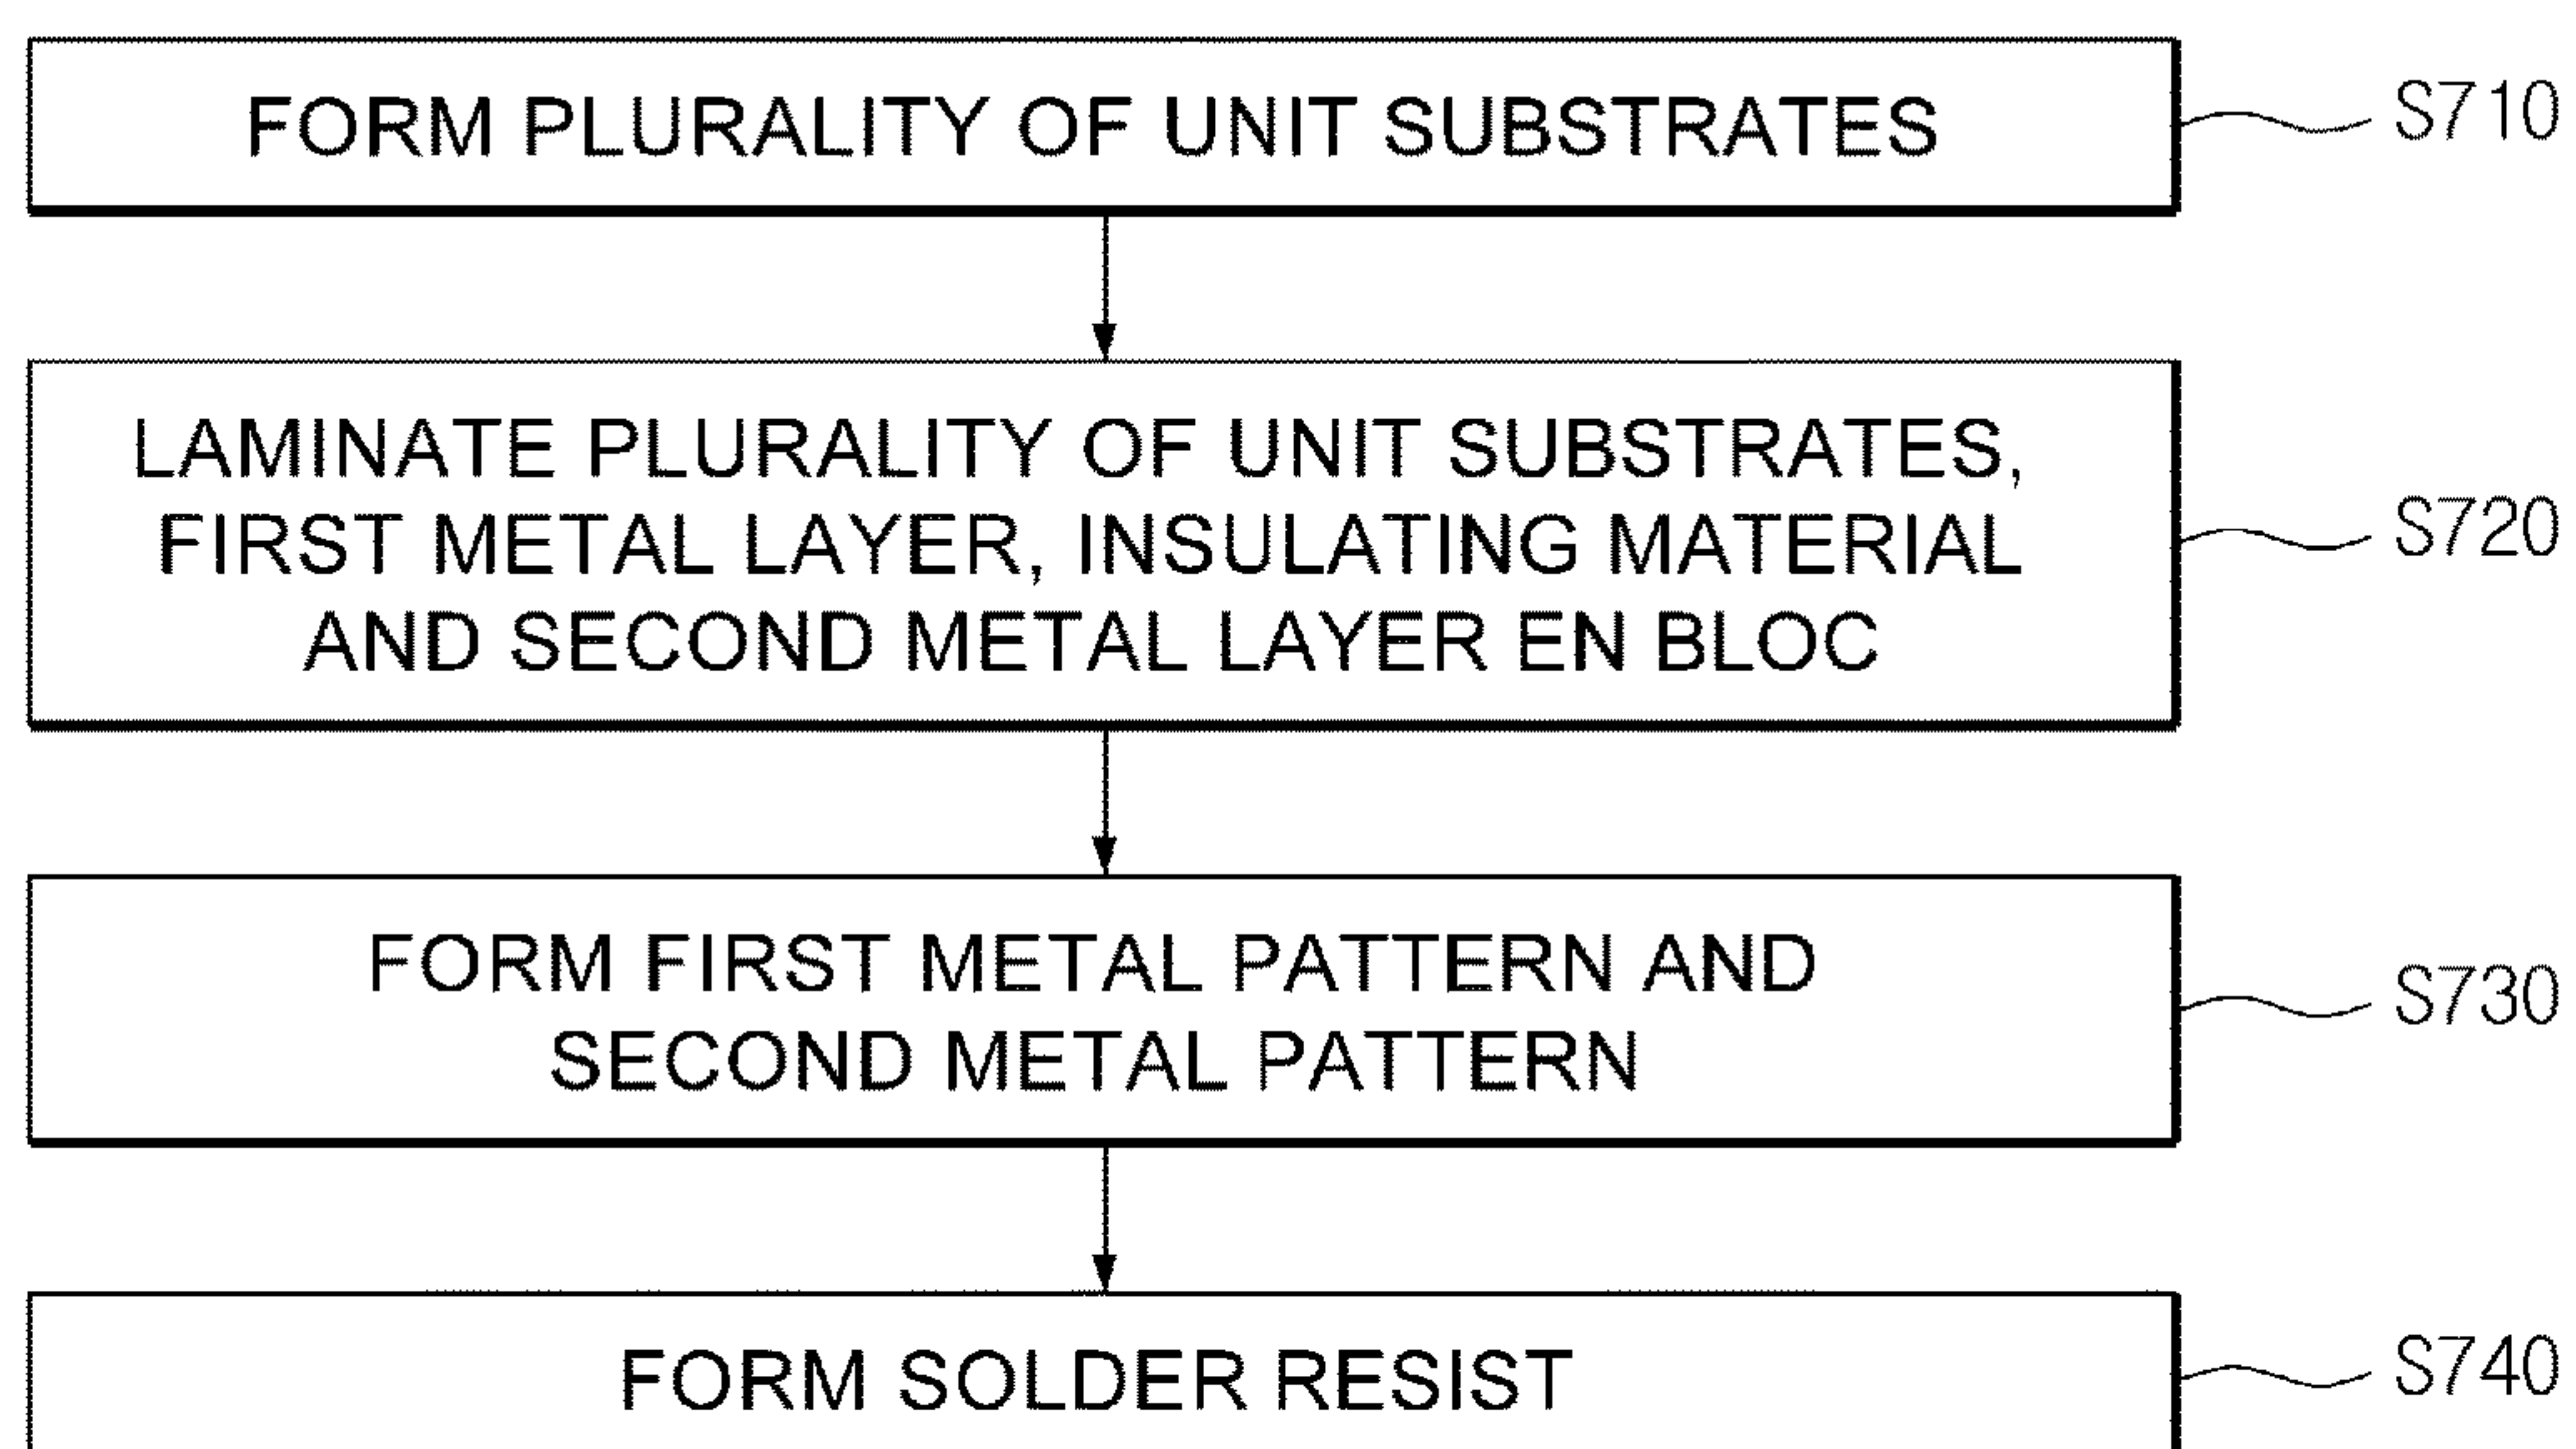 FORM PLURALITY OF UNIT SUBSTRATES
S710
LAMINATE PLURALITY OF UNIT SUBSTRATES,
FIRST METAL LAYER, INSULATING MATERIAL
AND SECOND METAL LAYER EN BLOC
S720
FORM FIRST METAL PATTERN AND
SECOND METAL PATTERN
S730
FORM SOLDER RESIST
S740